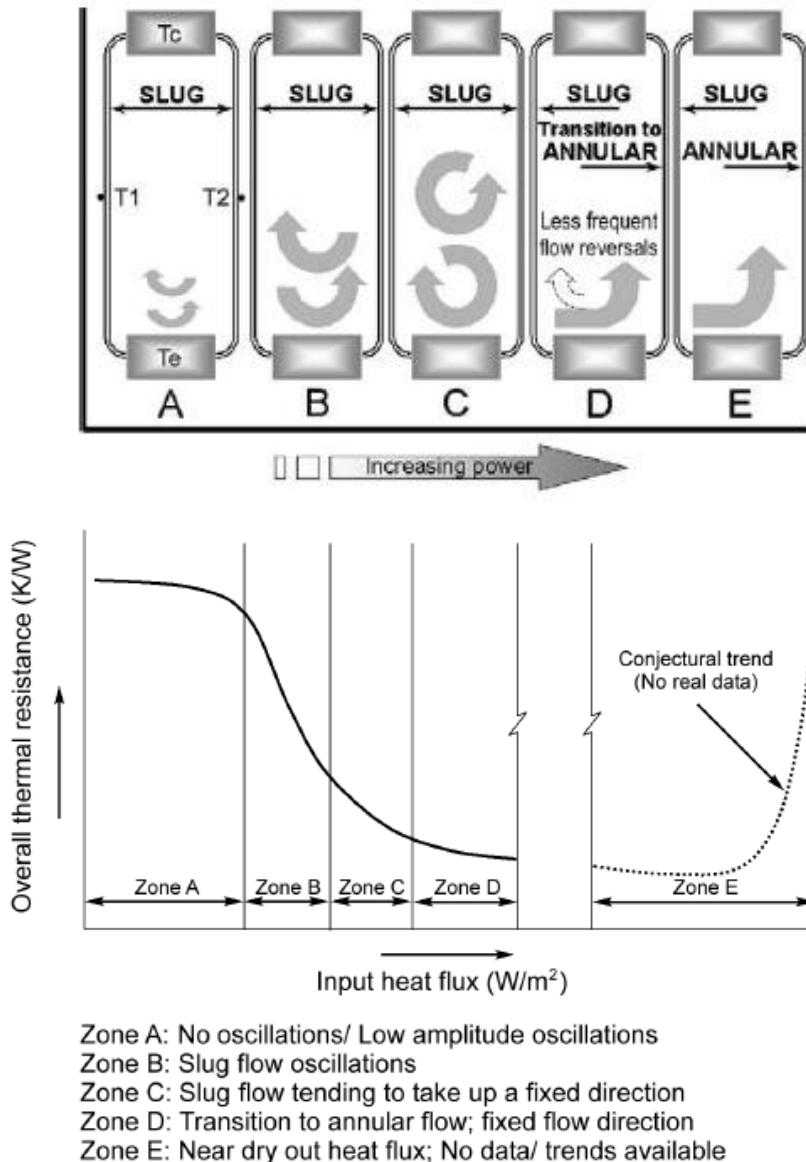 Tc
SLUG SLUG SLUG SLUG SLUG
Transition to
ANNULAR ANNULAR
T1 T2
Less frequent
flow reversals
Te
A B C D E
Increasing power
Overall thermal resistance (K/W)
Conjectural trend
(No real data)
Zone A Zone B Zone C Zone D Zone E
Input heat flux (W/m²)
Zone A: No oscillations/ Low amplitude oscillations
Zone B: Slug flow oscillations
Zone C: Slug flow tending to take up a fixed direction
Zone D: Transition to annular flow; fixed flow direction
Zone E: Near dry out heat flux; No data/ trends available